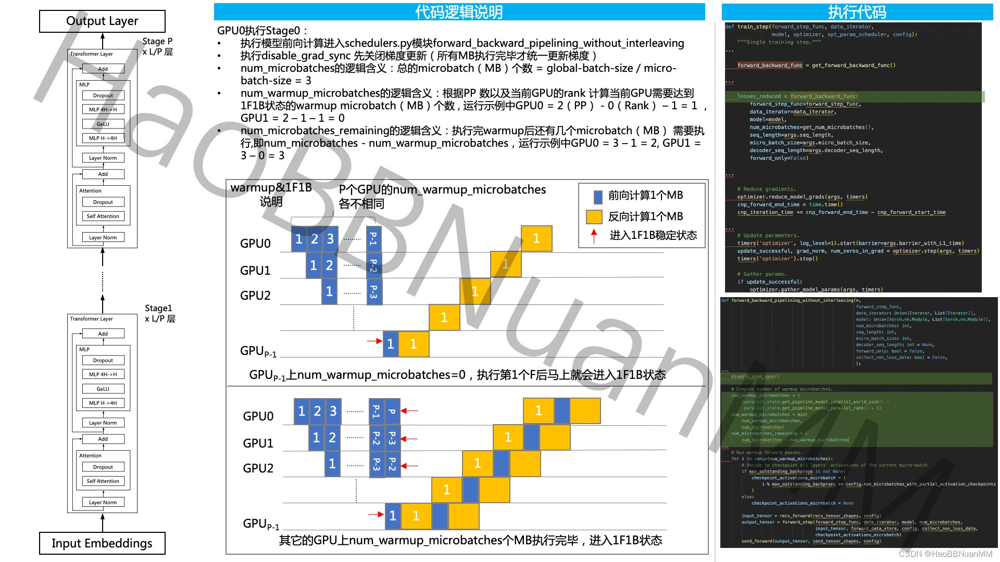 Output Layer
Stage P
x L/P 层
Transformer Layer
Add
MLP
Dropout
MLP 4H->H
GeLU
MLP H->4H
Layer Norm
Add
Attention
Dropout
Self Attention
Layer Norm
Stage1
x L/P 层
Transformer Layer
Add
MLP
Dropout
MLP 4H->H
GeLU
MLP H->4H
Layer Norm
Add
Attention
Dropout
Self Attention
Layer Norm
Input Embeddings
代码逻辑说明
GPU0执行Stage0：
• 执行模型前向计算进入schedulers.py模块forward_backward_pipelining_without_interleaving
• 执行disable_grad_sync 先关闭梯度更新（所有MB执行完毕才统一更新梯度）
• num_microbatches的逻辑含义：总的microbatch（MB）个数 = global-batch-size / micro-
batch-size = 3
• num_warmup_microbatches的逻辑含义：根据PP 数以及当前GPU的rank 计算当前GPU需要达到
1F1B状态的warmup microbatch（MB）个数，运行示例中GPU0 = 2（PP） - 0（Rank） – 1 = 1 ，
GPU1 = 2 – 1 – 1 = 0
• num_microbatches_remaining的逻辑含义：执行完warmup后还有几个microbatch（MB） 需要执
行,即num_microbatches - num_warmup_microbatches，运行示例中GPU0 = 3 – 1 = 2, GPU1 =
3 – 0 = 3
warmup&1F1B
说明
P个GPU的num_warmup_microbatches
各不相同
前向计算1个MB
反向计算1个MB
进入1F1B稳定状态
GPU0 1 2 3 P-1 1
GPU1 1 2 P-2 1
GPU2 1 P-3 1
1
GPUP-1 1 1
GPUP-1上num_warmup_microbatches=0，执行第1个F后马上就会进入1F1B状态
GPU0 1 2 3 P-1 P 1
GPU1 1 2 P-2 P-3 1
GPU2 1 P-3 P-2 1
1
GPUP-1 1 1
其它的GPU上num_warmup_microbatches个MB执行完毕，进入1F1B状态
执行代码
def train_step(forward_step_func, data_iterator,
model, optimizer, opt_param_scheduler, config):
"""Single training step."""
...
forward_backward_func = get_forward_backward_func()
...
losses_reduced = forward_backward_func(
forward_step_func=forward_step_func,
data_iterator=data_iterator,
model=model,
num_microbatches=get_num_microbatches(),
seq_length=args.seq_length,
micro_batch_size=args.micro_batch_size,
decoder_seq_length=args.decoder_seq_length,
forward_only=False)
...
# Reduce gradients.
optimizer.reduce_model_grads(args, timers)
cnp_forward_end_time = time.time()
cnp_iteration_time += cnp_forward_end_time - cnp_forward_start_time
...
# Update parameters.
timers('optimizer', log_level=1).start(barrier=args.barrier_with_L1_time)
update_successful, grad_norm, num_zeros_in_grad = optimizer.step(args, timers)
timers('optimizer').stop()
# Gather params.
if update_successful:
optimizer.gather_model_params(args, timers)
def forward_backward_pipelining_without_interleaving(*,
forward_step_func,
data_iterator: Union[Iterator, List[Iterator]],
model: Union[torch.nn.Module, List[torch.nn.Module]],
num_microbatches: int,
seq_length: int,
micro_batch_size: int,
decoder_seq_length: int = None,
forward_only: bool = False,
collect_non_loss_data: bool = False,
):
...
disable_grad_sync()
# Compute number of warmup microbatches.
num_warmup_microbatches = \
(parallel_state.get_pipeline_model_parallel_world_size() -
parallel_state.get_pipeline_model_parallel_rank() - 1)
num_warmup_microbatches = min(
num_warmup_microbatches,
num_microbatches)
num_microbatches_remaining = \
num_microbatches - num_warmup_microbatches
...
# Run warmup forward passes.
for i in range(num_warmup_microbatches):
# Decide to checkpoint all layers' activations of the current micro-batch
if max_outstanding_backprops is not None:
checkpoint_activations_microbatch = (
i % max_outstanding_backprops >= config.num_microbatches_with_partial_activation_checkpoints
)
else:
checkpoint_activations_microbatch = None
input_tensor = recv_forward(recv_tensor_shapes, config)
output_tensor = forward_step(forward_step_func, data_iterator, model, num_microbatches,
input_tensor, forward_data_store, config, collect_non_loss_data,
checkpoint_activations_microbatch)
send_forward(output_tensor, send_tensor_shapes, config)
HaoBBNuanMM
CSDN @HaoBBNuanMM